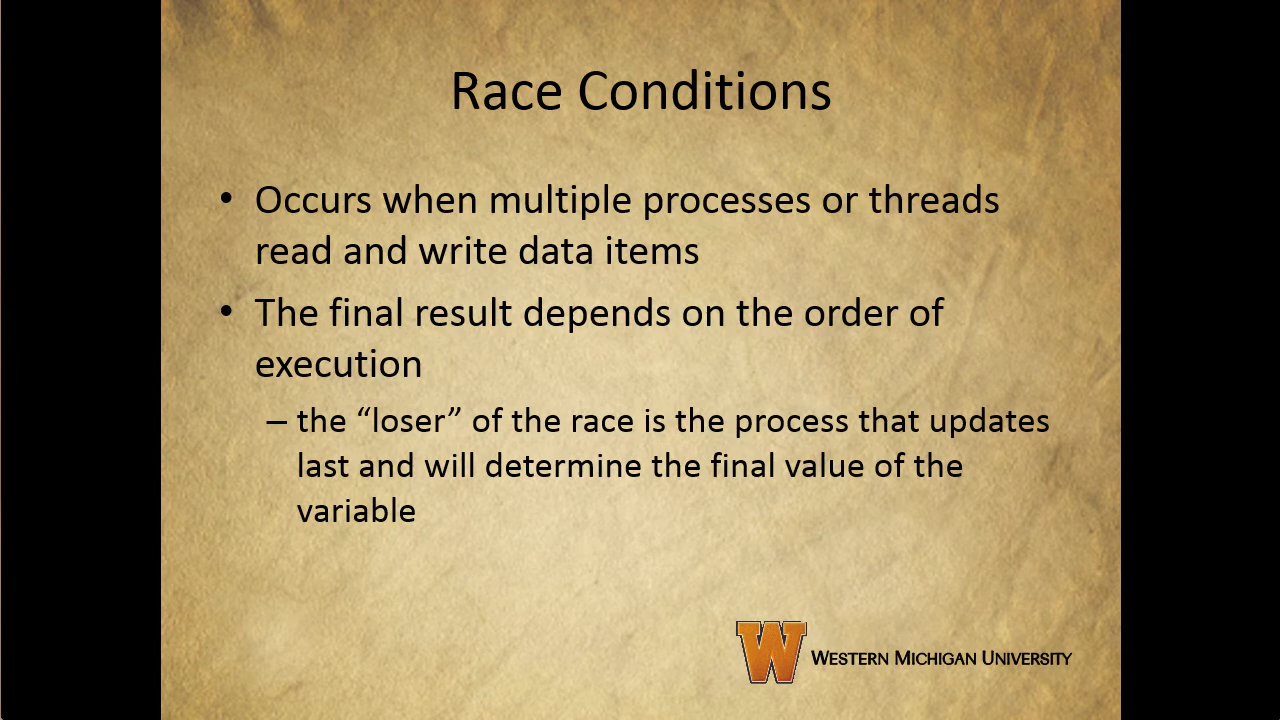 Race Conditions
• Occurs when multiple processes or threads
read and write data items
• The final result depends on the order of
execution
– the “loser” of the race is the process that updates
last and will determine the final value of the
variable
W WESTERN MICHIGAN UNIVERSITY